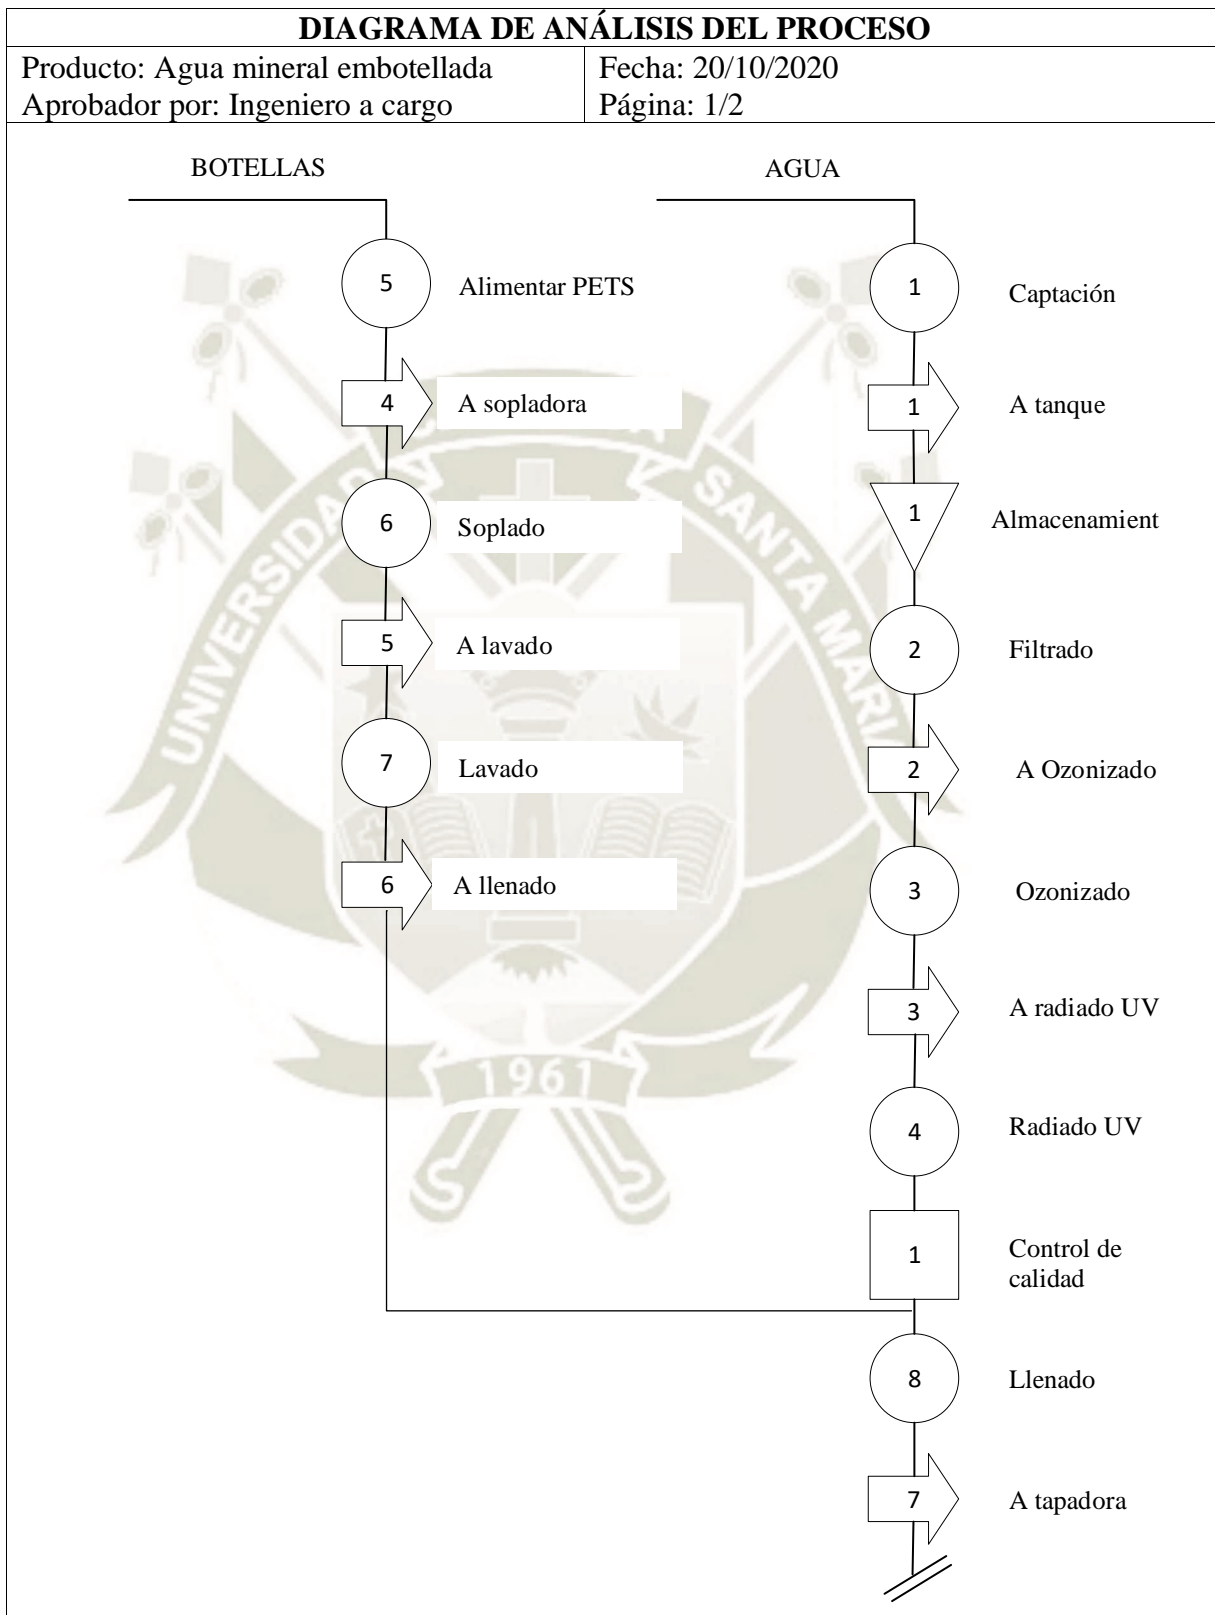 DIAGRAMA DE ANÁLISIS DEL PROCESO
Producto: Agua mineral embotellada
Aprobador por: Ingeniero a cargo
Fecha: 20/10/2020
Página: 1/2
BOTELLAS
5
Alimentar PETS
4
A sopladora
6
Soplado
5
A lavado
7
Lavado
6
A llenado
AGUA
1
Captación
1
A tanque
1
Almacenamient
2
Filtrado
2
A Ozonizado
3
Ozonizado
3
A radiado UV
4
Radiado UV
1
Control de
calidad
8
Llenado
7
A tapadora
SANTA MARIA
1961